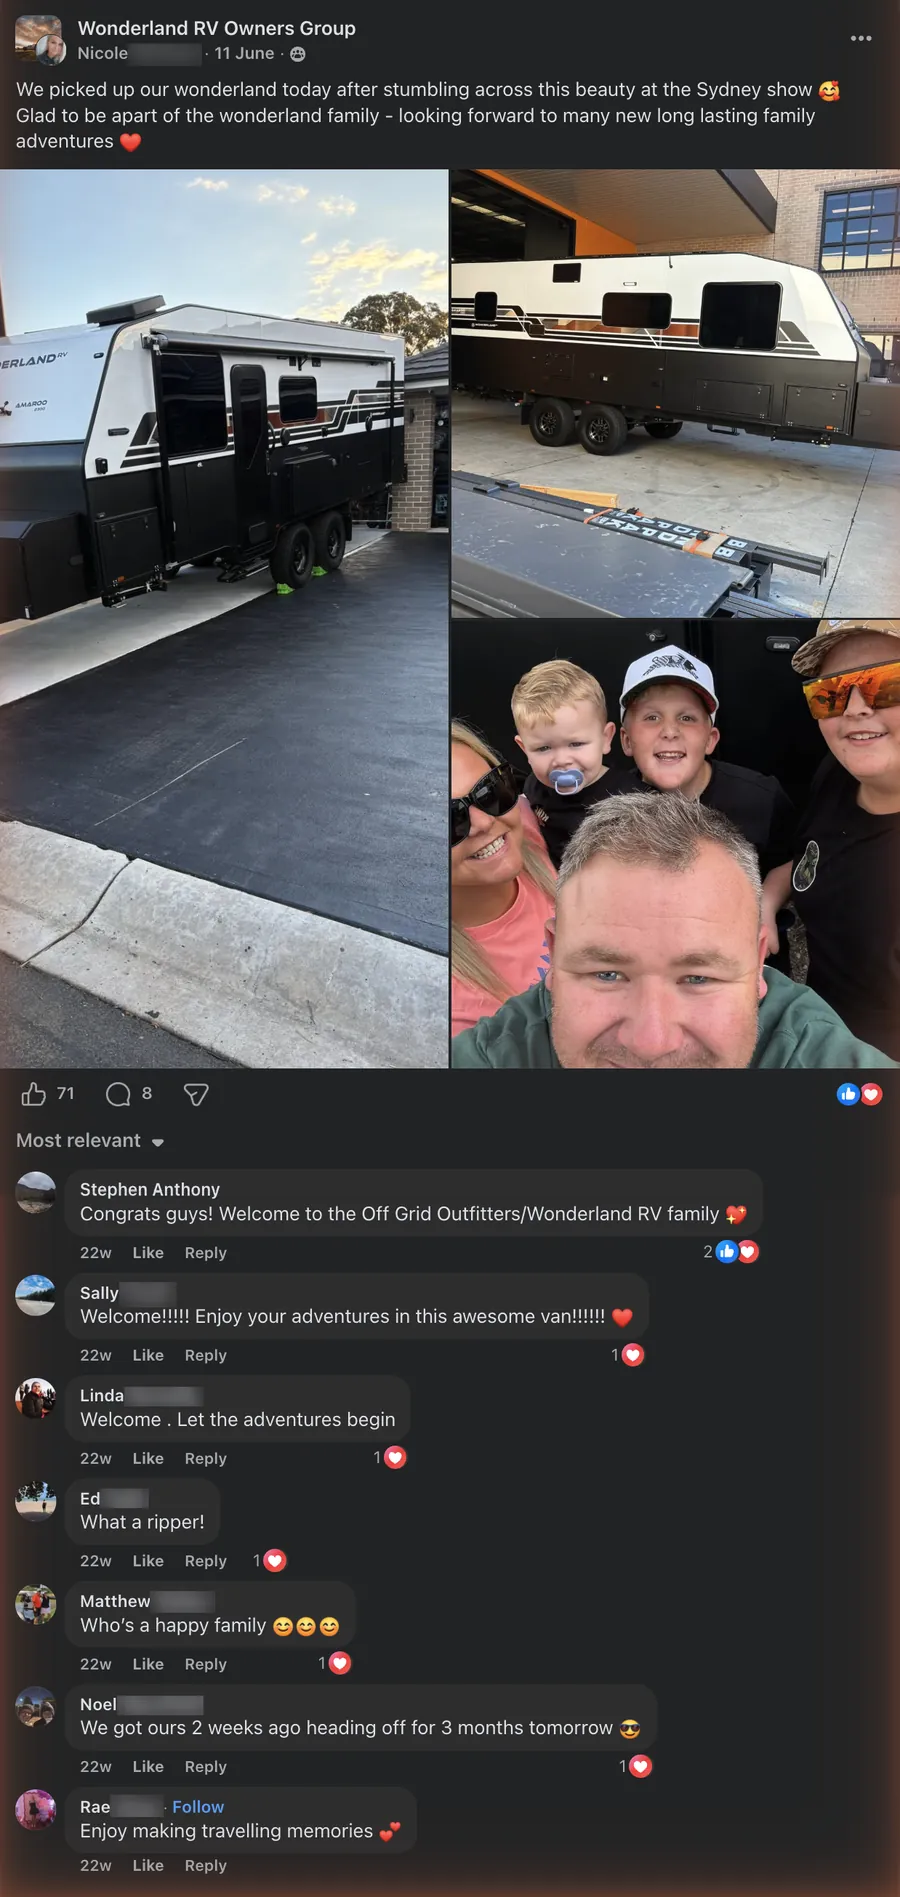 Wonderland RV Owners Group
Nicole · 11 June ·
We picked up our wonderland today after stumbling across this beauty at the Sydney show 🥰
Glad to be apart of the wonderland family - looking forward to many new long lasting family
adventures ❤️
DERLAND RV
AMAROO
WONDERLAND
71
8
Most relevant
Stephen Anthony
Congrats guys! Welcome to the Off Grid Outfitters/Wonderland RV family 💖
22w Like Reply 2
Sally
Welcome!!!!! Enjoy your adventures in this awesome van!!!!!! ❤️
22w Like Reply 1
Linda
Welcome . Let the adventures begin
22w Like Reply 1
Ed
What a ripper!
22w Like Reply 1
Matthew
Who's a happy family 😊😊😊
22w Like Reply 1
Noel
We got ours 2 weeks ago heading off for 3 months tomorrow 😎
22w Like Reply 1
Rae · Follow
Enjoy making travelling memories 💕
22w Like Reply